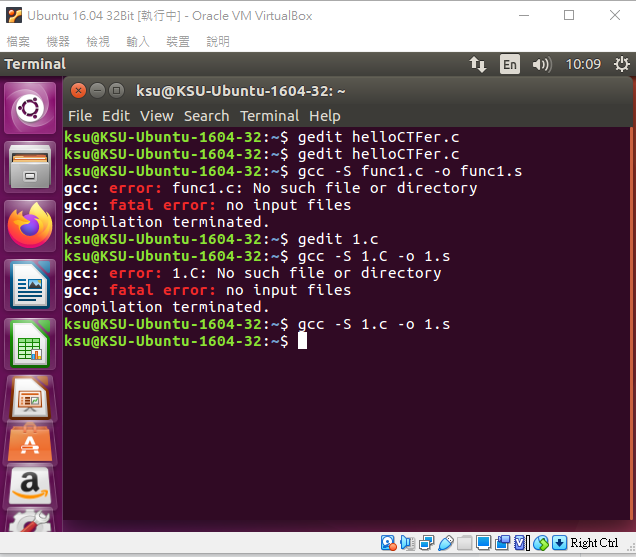 Ubuntu 16.04 32Bit [執行中] - Oracle VM VirtualBox
檔案 機器 檢視 輸入 裝置 說明
Terminal En 10:09
ksu@KSU-Ubuntu-1604-32: ~
File Edit View Search Terminal Help
ksu@KSU-Ubuntu-1604-32:~$ gedit helloCTFer.c
ksu@KSU-Ubuntu-1604-32:~$ gedit helloCTFer.c
ksu@KSU-Ubuntu-1604-32:~$ gcc -S func1.c -o func1.s
gcc: error: func1.c: No such file or directory
gcc: fatal error: no input files
compilation terminated.
ksu@KSU-Ubuntu-1604-32:~$ gedit 1.c
ksu@KSU-Ubuntu-1604-32:~$ gcc -S 1.C -o 1.s
gcc: error: 1.C: No such file or directory
gcc: fatal error: no input files
compilation terminated.
ksu@KSU-Ubuntu-1604-32:~$ gcc -S 1.c -o 1.s
ksu@KSU-Ubuntu-1604-32:~$
Right Ctrl